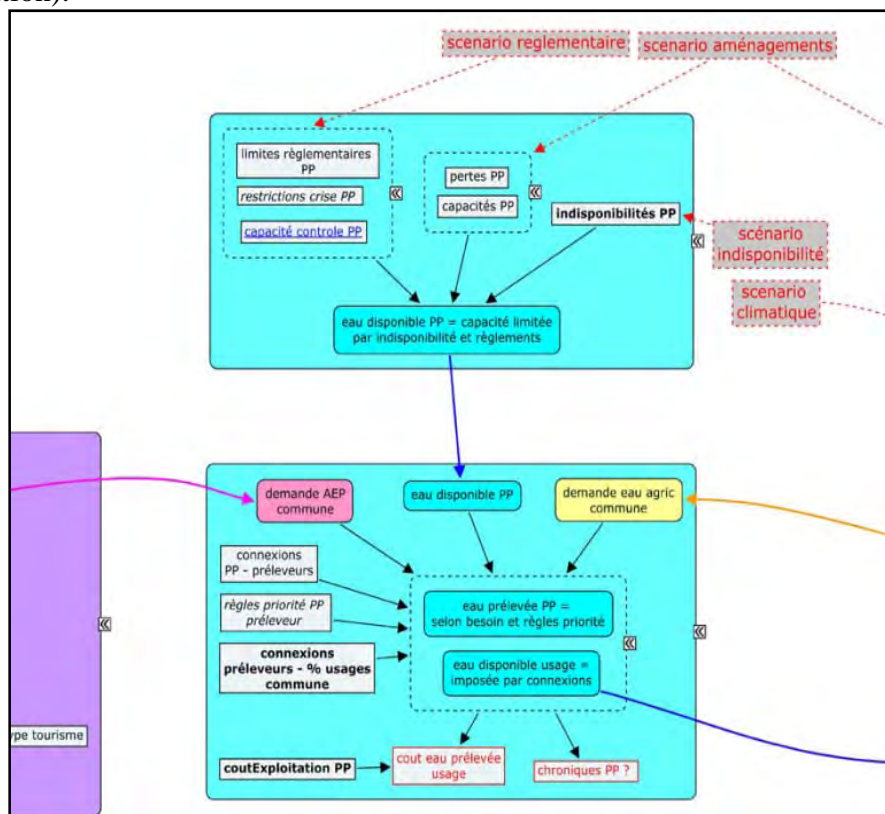 ation).
scenario reglementaire
scenario aménagements
limites règlementaires
PP
restrictions crise PP
capacité controle PP
pertes PP
capacités PP
indisponibilités PP
scénario
indisponibilité
scenario
climatique
eau disponible PP = capacité limitée
par indisponibilité et règlements
demande AEP
commune
eau disponible PP
demande eau agric
commune
connexions
PP - préleveurs
règles priorité PP
préleveur
connexions
préleveurs - % usages
commune
eau prélevée PP =
selon besoin et règles priorité
eau disponible usage =
imposée par connexions
ype tourisme
coutExploitation PP
cout eau prélevée
usage
chroniques PP ?